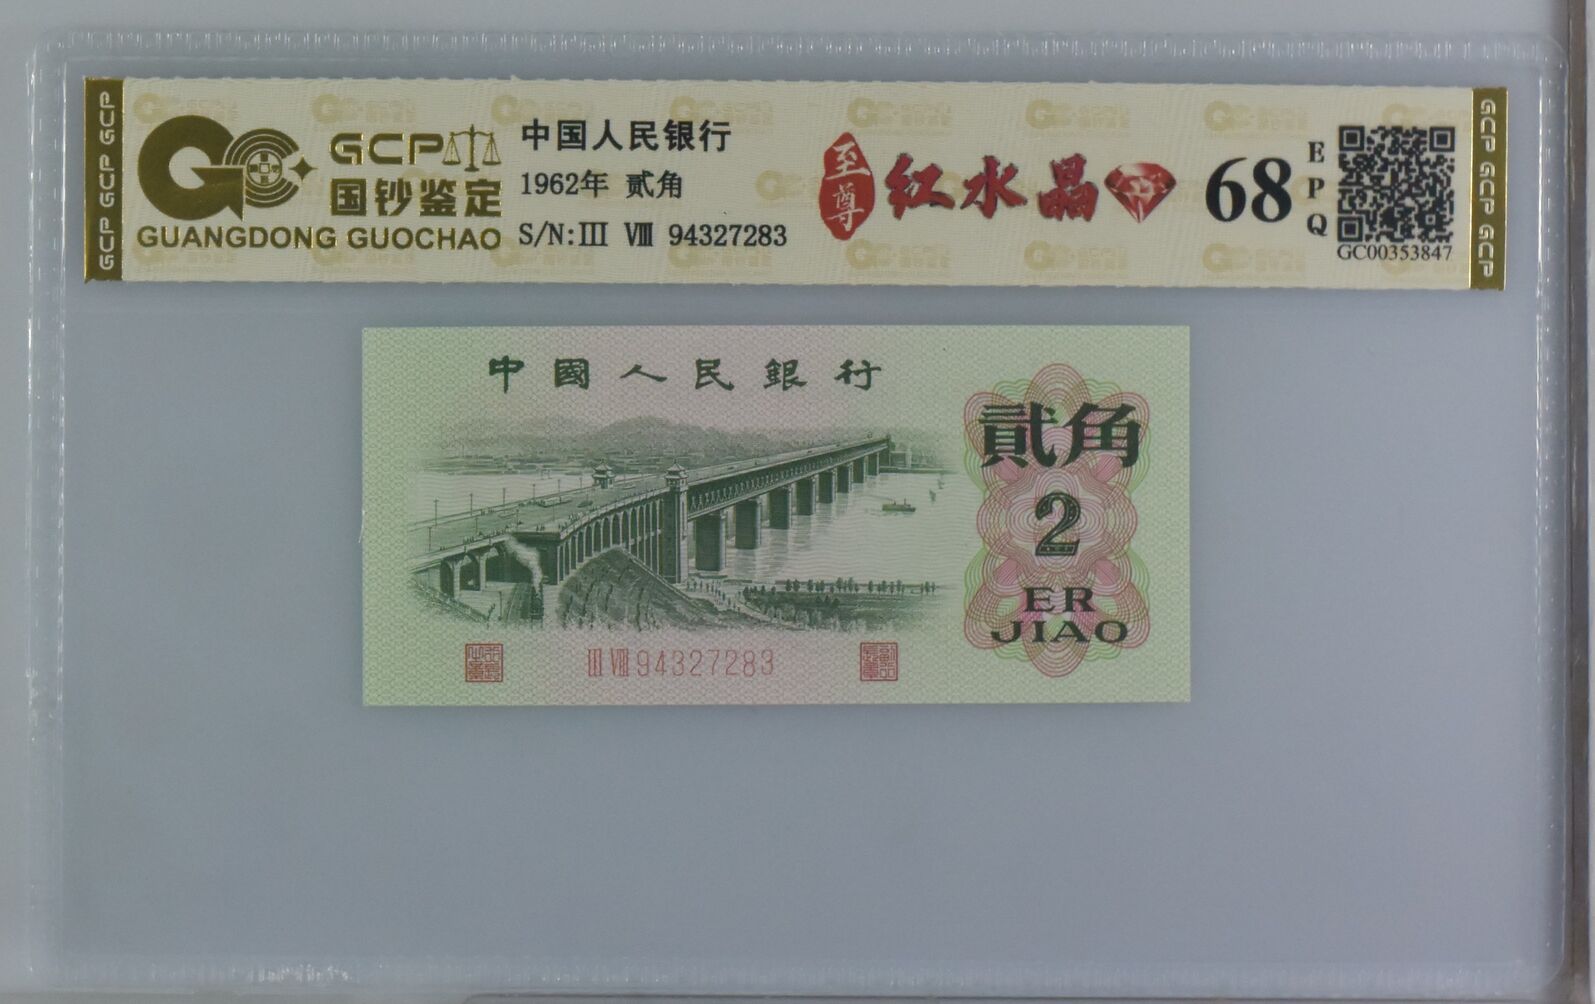 GCP GCP GCP
GCP
国钞鉴定
GUANGDONG GUOCHAO
中国人民银行
1962年 贰角
S/N:III VIII 94327283
至尊
红水晶
68
EPQ
GC00353847
GCP GCP GCP
中國人民銀行
貳角
2
ER
JIAO
III VIII 94327283